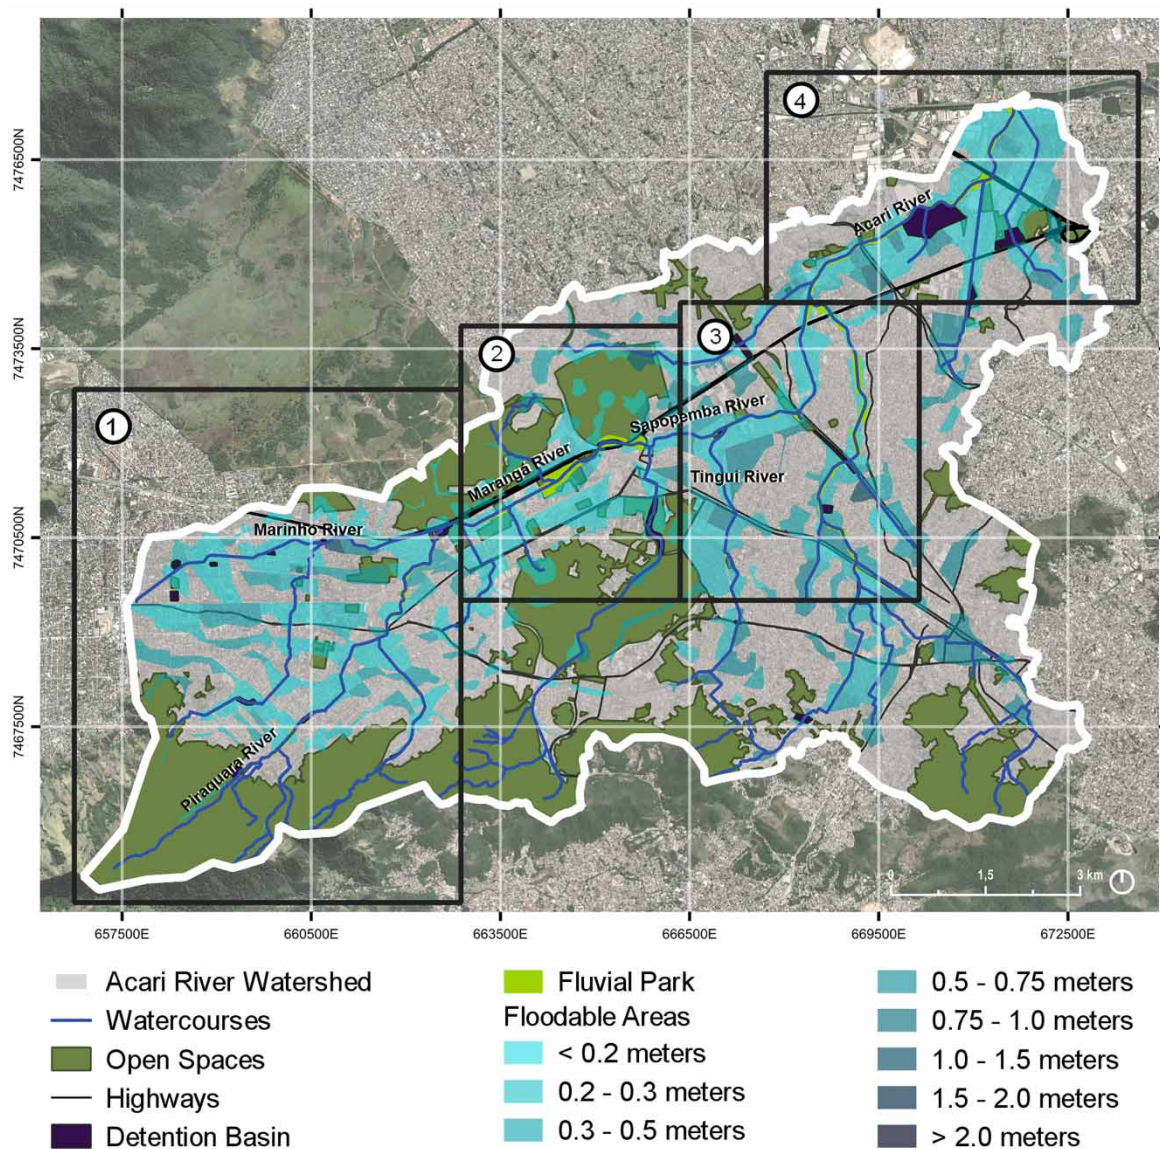 4
7476500N
Acari River
7473500N
2
3
Sapopemba River
1
Marangá River
Tingui River
7470500N
Marinho River
7467500N
Piraquara River
0 1,5 3 km
657500E 660500E 663500E 666500E 669500E 672500E
Acari River Watershed
Watercourses
Open Spaces
Highways
Detention Basin
Fluvial Park
Floodable Areas
< 0.2 meters
0.2 - 0.3 meters
0.3 - 0.5 meters
0.5 - 0.75 meters
0.75 - 1.0 meters
1.0 - 1.5 meters
1.5 - 2.0 meters
> 2.0 meters